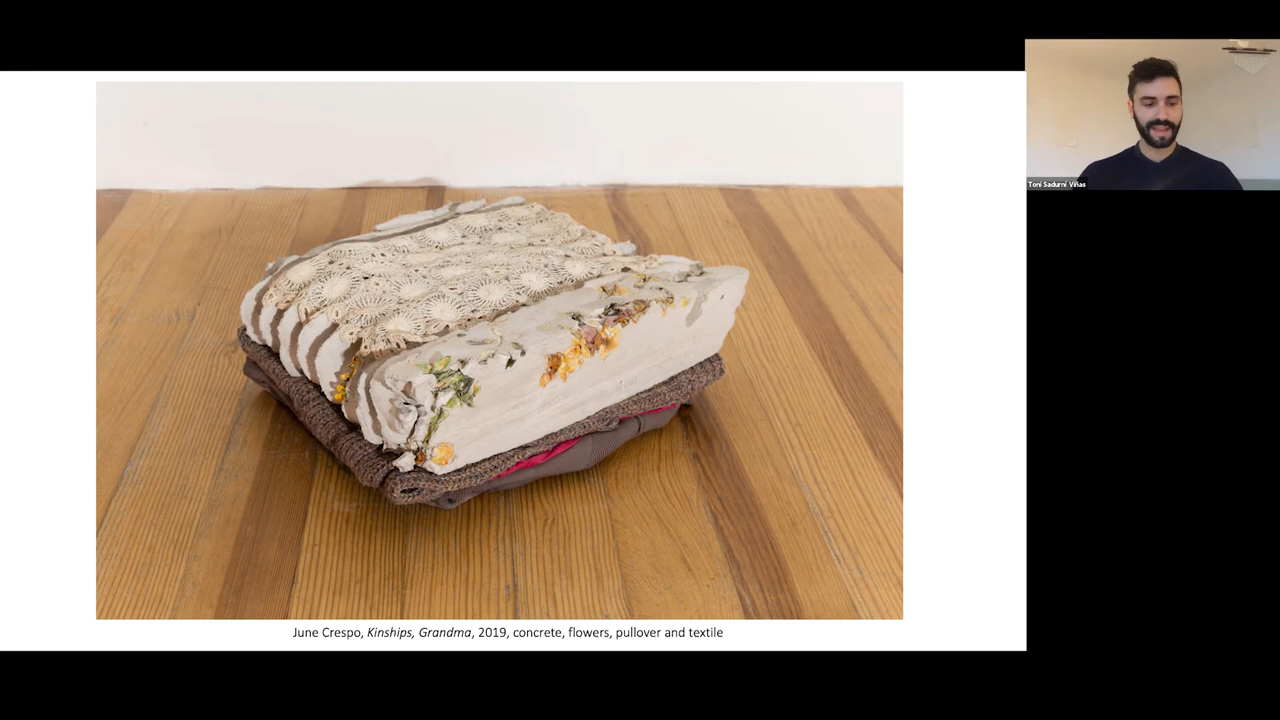 Toni Sadurní Viñas
June Crespo, Kinships, Grandma, 2019, concrete, flowers, pullover and textile